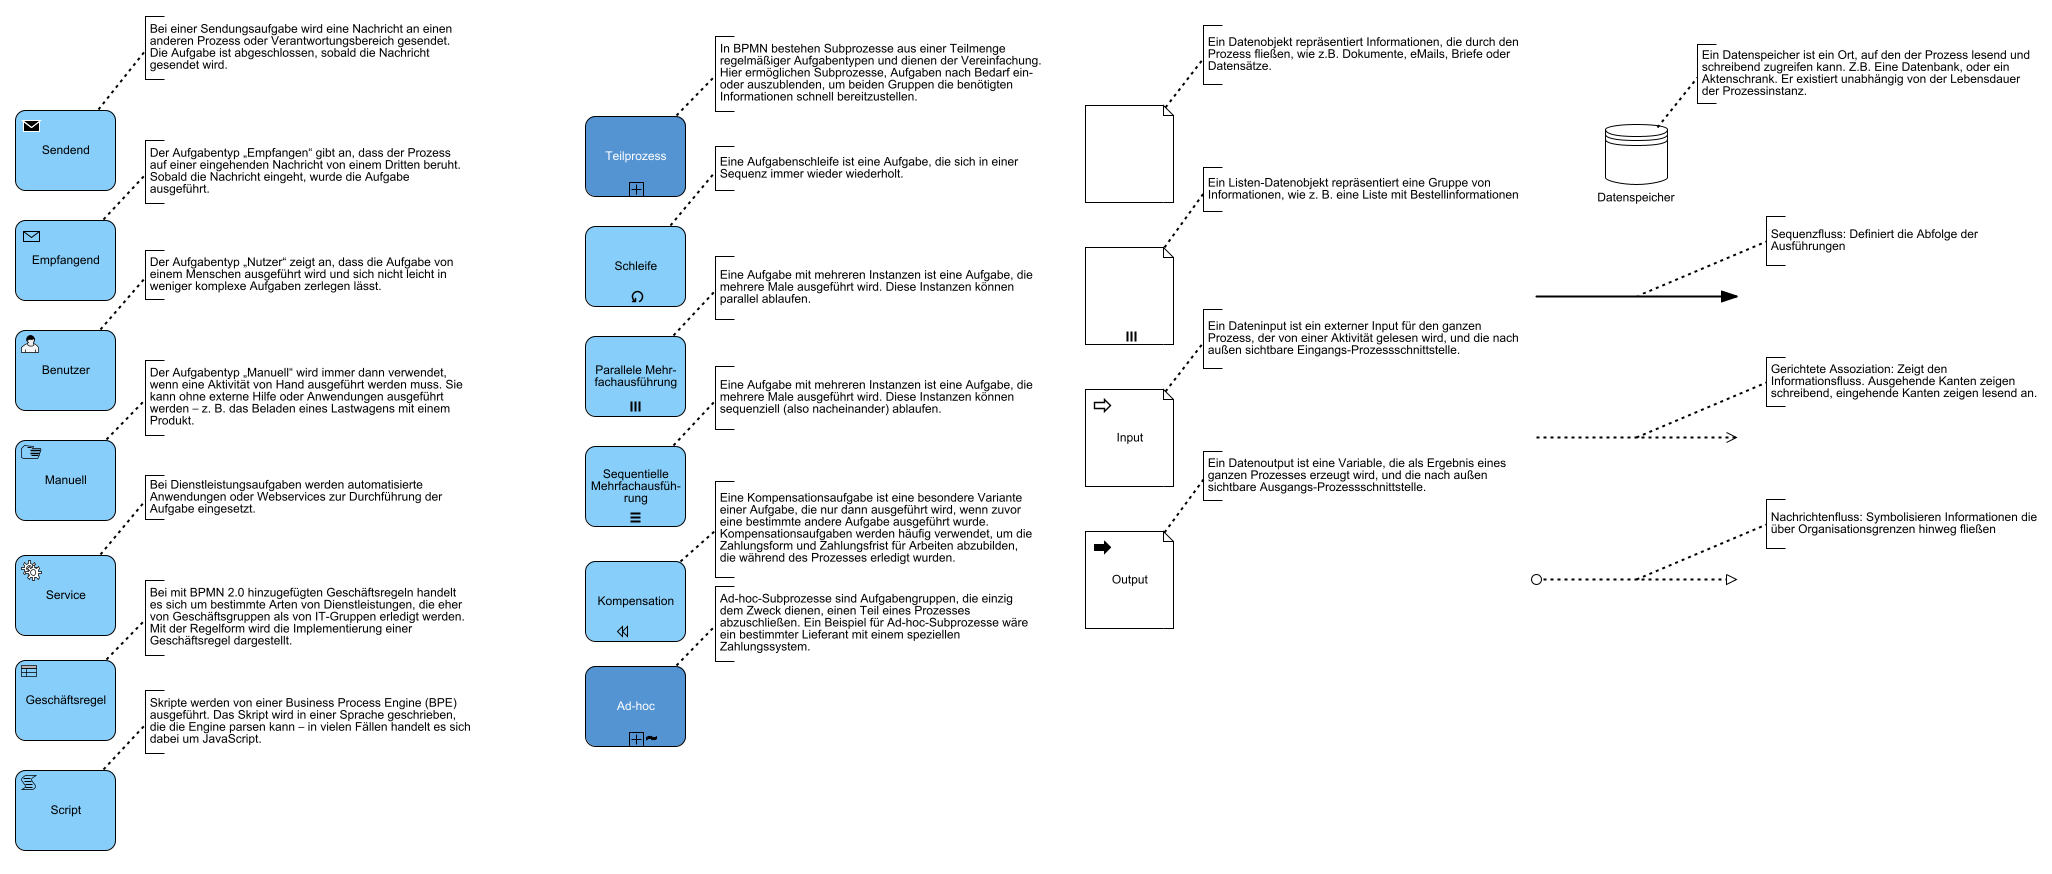 Bei einer Sendungsaufgabe wird eine Nachricht an einen
anderen Prozess oder Verantwortungsbereich gesendet.
Die Aufgabe ist abgeschlossen, sobald die Nachricht
gesendet wird.
Sendend
Der Aufgabentyp „Empfangen“ gibt an, dass der Prozess
auf einer eingehenden Nachricht von einem Dritten beruht.
Sobald die Nachricht eingeht, wurde die Aufgabe
ausgeführt.
Empfangend
Der Aufgabentyp „Nutzer“ zeigt an, dass die Aufgabe von
einem Menschen ausgeführt wird und sich nicht leicht in
weniger komplexe Aufgaben zerlegen lässt.
Benutzer
Der Aufgabentyp „Manuell“ wird immer dann verwendet,
wenn eine Aktivität von Hand ausgeführt werden muss. Sie
kann ohne externe Hilfe oder Anwendungen ausgeführt
werden – z. B. das Beladen eines Lastwagens mit einem
Produkt.
Manuell
Bei Dienstleistungsaufgaben werden automatisierte
Anwendungen oder Webservices zur Durchführung der
Aufgabe eingesetzt.
Service
Bei mit BPMN 2.0 hinzugefügten Geschäftsregeln handelt
es sich um bestimmte Arten von Dienstleistungen, die eher
von Geschäftsgruppen als von IT-Gruppen erledigt werden.
Mit der Regelform wird die Implementierung einer
Geschäftsregel dargestellt.
Geschäftsregel
Skripte werden von einer Business Process Engine (BPE)
ausgeführt. Das Skript wird in einer Sprache geschrieben,
die die Engine parsen kann – in vielen Fällen handelt es sich
dabei um JavaScript.
Script
In BPMN bestehen Subprozesse aus einer Teilmenge
regelmäßiger Aufgabentypen und dienen der Vereinfachung.
Hier ermöglichen Subprozesse, Aufgaben nach Bedarf ein-
oder auszublenden, um beiden Gruppen die benötigten
Informationen schnell bereitzustellen.
Teilprozess
Eine Aufgabenschleife ist eine Aufgabe, die sich in einer
Sequenz immer wieder wiederholt.
Schleife
Eine Aufgabe mit mehreren Instanzen ist eine Aufgabe, die
mehrere Male ausgeführt wird. Diese Instanzen können
parallel ablaufen.
Parallele Mehr-
fachausführung
Eine Aufgabe mit mehreren Instanzen ist eine Aufgabe, die
mehrere Male ausgeführt wird. Diese Instanzen können
sequenziell (also nacheinander) ablaufen.
Sequentielle
Mehrfachausfüh-
rung
Eine Kompensationsaufgabe ist eine besondere Variante
einer Aufgabe, die nur dann ausgeführt wird, wenn zuvor
eine bestimmte andere Aufgabe ausgeführt wurde.
Kompensationsaufgaben werden häufig verwendet, um die
Zahlungsform und Zahlungsfrist für Arbeiten abzubilden,
die während des Prozesses erledigt wurden.
Kompensation
Ad-hoc-Subprozesse sind Aufgabengruppen, die einzig
dem Zweck dienen, einen Teil eines Prozesses
abzuschließen. Ein Beispiel für Ad-hoc-Subprozesse wäre
ein bestimmter Lieferant mit einem speziellen
Zahlungssystem.
Ad-hoc
Ein Datenobjekt repräsentiert Informationen, die durch den
Prozess fließen, wie z.B. Dokumente, eMails, Briefe oder
Datensätze.
Ein Listen-Datenobjekt repräsentiert eine Gruppe von
Informationen, wie z. B. eine Liste mit Bestellinformationen
Ein Dateninput ist ein externer Input für den ganzen
Prozess, der von einer Aktivität gelesen wird, und die nach
außen sichtbare Eingangs-Prozessschnittstelle.
Input
Ein Datenoutput ist eine Variable, die als Ergebnis eines
ganzen Prozesses erzeugt wird, und die nach außen
sichtbare Ausgangs-Prozessschnittstelle.
Output
Ein Datenspeicher ist ein Ort, auf den der Prozess lesend und
schreibend zugreifen kann. Z.B. Eine Datenbank, oder ein
Aktenschrank. Er existiert unabhängig von der Lebensdauer
der Prozessinstanz.
Datenspeicher
Sequenzfluss: Definiert die Abfolge der
Ausführungen
Gerichtete Assoziation: Zeigt den
Informationsfluss. Ausgehende Kanten zeigen
schreibend, eingehende Kanten zeigen lesend an.
Nachrichtenfluss: Symbolisieren Informationen die
über Organisationsgrenzen hinweg fließen